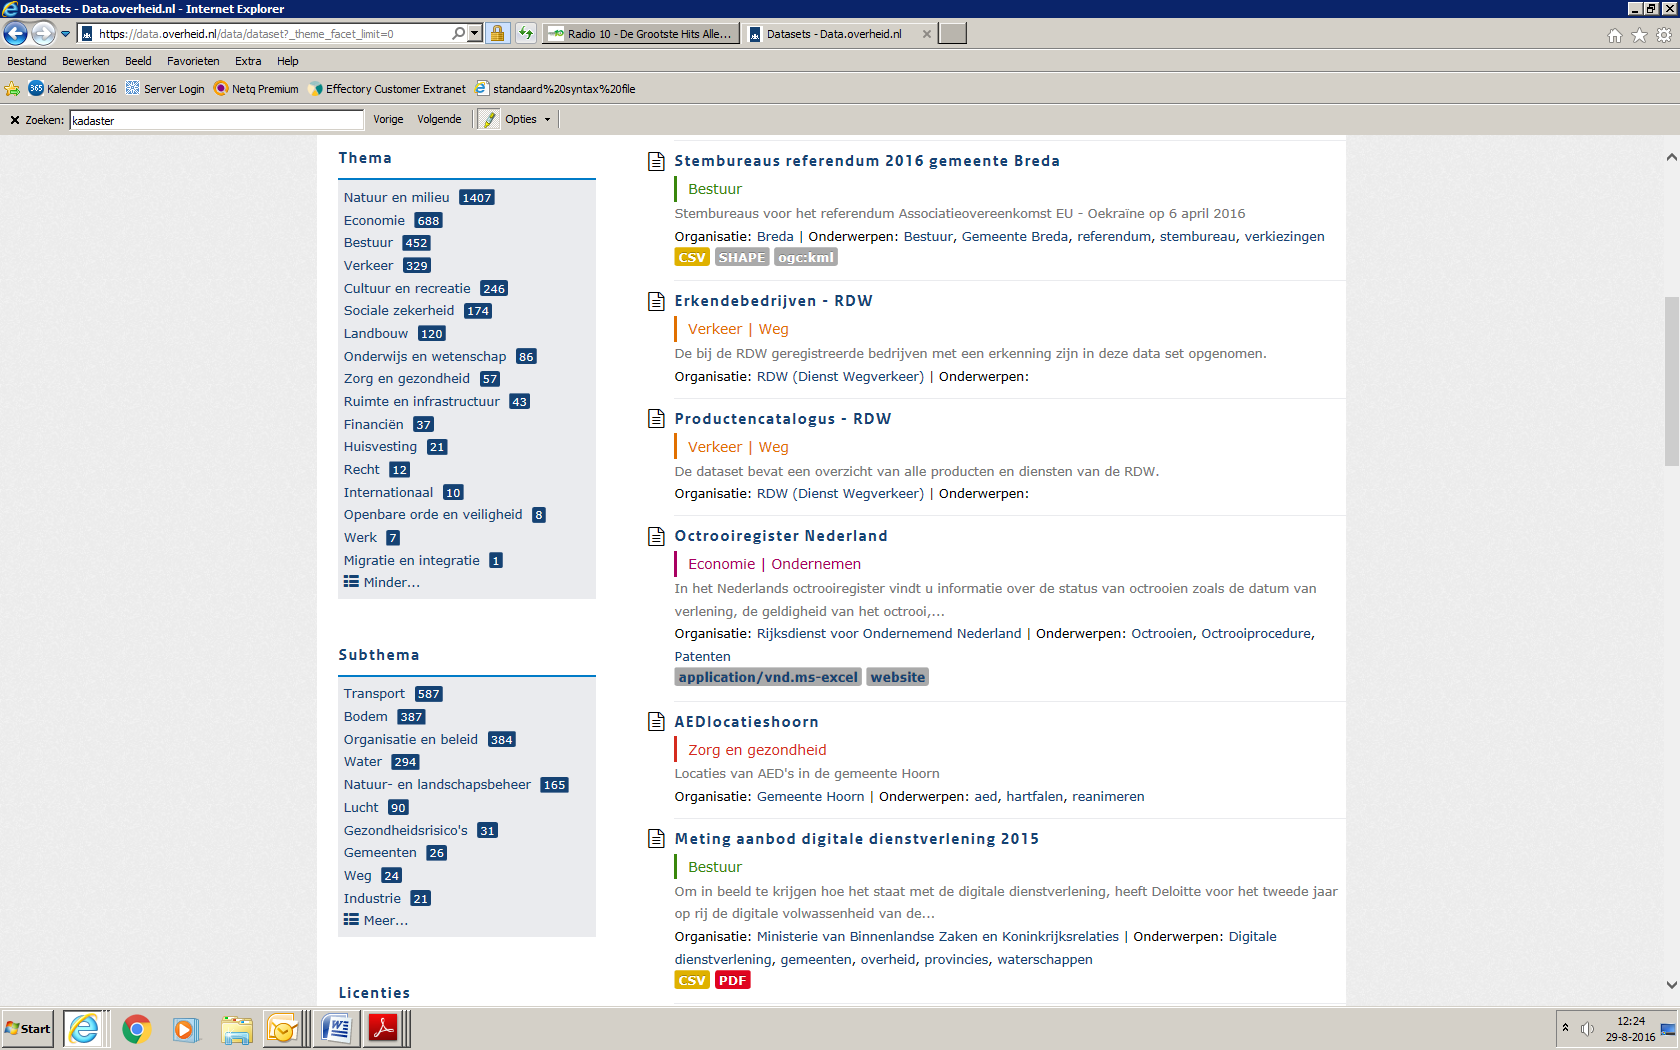 Datasets - Data.overheid.nl - Internet Explorer
https://data.overheid.nl/data/dataset?_theme_facet_limit=0
Radio 10 - De Grootste Hits Alle...
Datasets - Data.overheid.nl
Bestand Bewerken Beeld Favorieten Extra Help
365 Kalender 2016 Server Login Netq Premium Effectory Customer Extranet standaard%20syntax%20file
Zoeken: kadaster Vorige Volgende Opties
Thema
Natuur en milieu 1407
Economie 688
Bestuur 452
Verkeer 329
Cultuur en recreatie 246
Sociale zekerheid 174
Landbouw 120
Onderwijs en wetenschap 86
Zorg en gezondheid 57
Ruimte en infrastructuur 43
Financiën 37
Huisvesting 21
Recht 12
Internationaal 10
Openbare orde en veiligheid 8
Werk 7
Migratie en integratie 1
Minder...
Subthema
Transport 587
Bodem 387
Organisatie en beleid 384
Water 294
Natuur- en landschapsbeheer 165
Lucht 90
Gezondheidsrisico's 31
Gemeenten 26
Weg 24
Industrie 21
Meer...
Licenties
Stembureaus referendum 2016 gemeente Breda
Bestuur
Stembureaus voor het referendum Associatieovereenkomst EU - Oekraïne op 6 april 2016
Organisatie: Breda | Onderwerpen: Bestuur, Gemeente Breda, referendum, stembureau, verkiezingen
CSV SHAPE ogc:kml
Erkendebedrijven - RDW
Verkeer | Weg
De bij de RDW geregistreerde bedrijven met een erkenning zijn in deze data set opgenomen.
Organisatie: RDW (Dienst Wegverkeer) | Onderwerpen:
Productencatalogus - RDW
Verkeer | Weg
De dataset bevat een overzicht van alle producten en diensten van de RDW.
Organisatie: RDW (Dienst Wegverkeer) | Onderwerpen:
Octrooiregister Nederland
Economie | Ondernemen
In het Nederlands octrooiregister vindt u informatie over de status van octrooien zoals de datum van
verlening, de geldigheid van het octrooi,...
Organisatie: Rijksdienst voor Ondernemend Nederland | Onderwerpen: Octrooien, Octrooiprocedure,
Patenten
application/vnd.ms-excel website
AEDlocatieshoorn
Zorg en gezondheid
Locaties van AED's in de gemeente Hoorn
Organisatie: Gemeente Hoorn | Onderwerpen: aed, hartfalen, reanimeren
Meting aanbod digitale dienstverlening 2015
Bestuur
Om in beeld te krijgen hoe het staat met de digitale dienstverlening, heeft Deloitte voor het tweede jaar
op rij de digitale volwassenheid van de...
Organisatie: Ministerie van Binnenlandse Zaken en Koninkrijksrelaties | Onderwerpen: Digitale
dienstverlening, gemeenten, overheid, provincies, waterschappen
CSV PDF
Start
12:24
29-8-2016